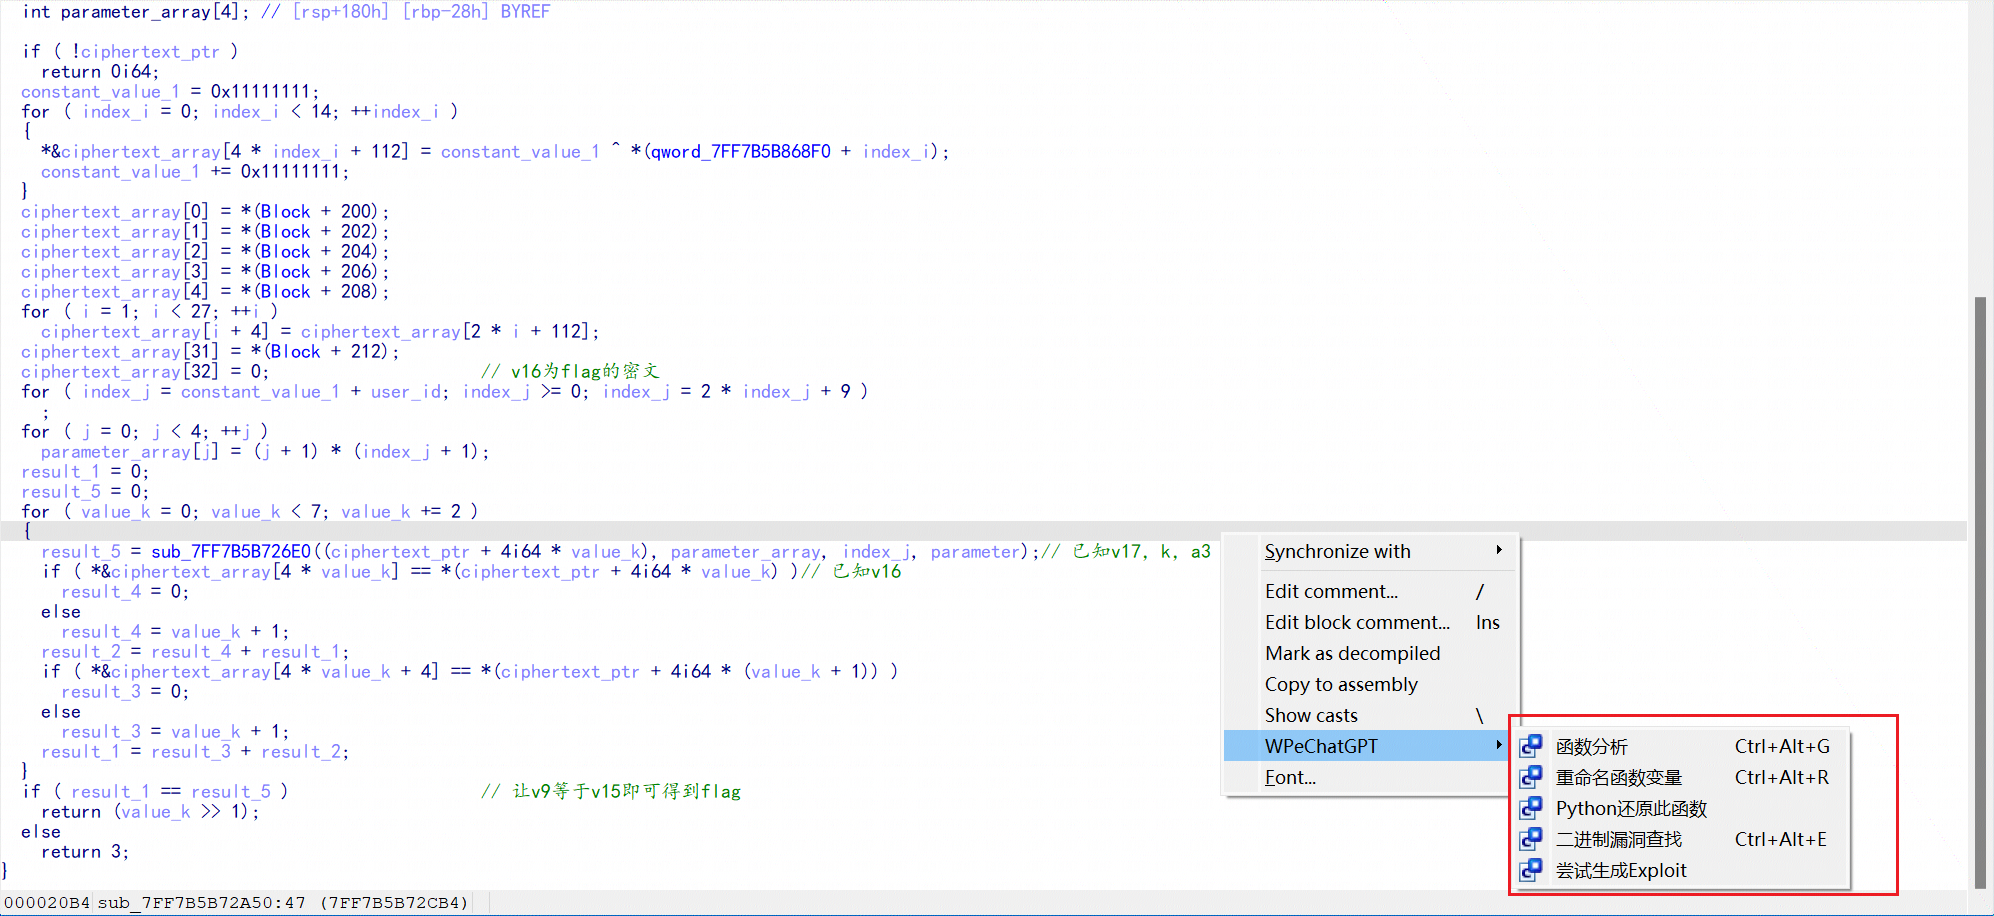 int parameter_array[4]; // [rsp+180h] [rbp-28h] BYREF
if ( !ciphertext_ptr )
return 0i64;
constant_value_1 = 0x11111111;
for ( index_i = 0; index_i < 14; ++index_i )
{
*&ciphertext_array[4 * index_i + 112] = constant_value_1 ^ *(qword_7FF7B5B868F0 + index_i);
constant_value_1 += 0x11111111;
}
ciphertext_array[0] = *(Block + 200);
ciphertext_array[1] = *(Block + 202);
ciphertext_array[2] = *(Block + 204);
ciphertext_array[3] = *(Block + 206);
ciphertext_array[4] = *(Block + 208);
for ( i = 1; i < 27; ++i )
ciphertext_array[i + 4] = ciphertext_array[2 * i + 112];
ciphertext_array[31] = *(Block + 212);
ciphertext_array[32] = 0; // v16为flag的密文
for ( index_j = constant_value_1 + user_id; index_j >= 0; index_j = 2 * index_j + 9 )
;
for ( j = 0; j < 4; ++j )
parameter_array[j] = (j + 1) * (index_j + 1);
result_1 = 0;
result_5 = 0;
for ( value_k = 0; value_k < 7; value_k += 2 )
{
result_5 = sub_7FF7B5B726E0((ciphertext_ptr + 4i64 * value_k), parameter_array, index_j, parameter);// 已知v17, k, a3
if ( *&ciphertext_array[4 * value_k] == *(ciphertext_ptr + 4i64 * value_k) )// 已知v16
result_4 = 0;
else
result_4 = value_k + 1;
result_2 = result_4 + result_1;
if ( *&ciphertext_array[4 * value_k + 4] == *(ciphertext_ptr + 4i64 * (value_k + 1)) )
result_3 = 0;
else
result_3 = value_k + 1;
result_1 = result_3 + result_2;
}
if ( result_1 == result_5 ) // 让v9等于v15即可得到flag
return (value_k >> 1);
else
return 3;
}
000020B4 sub_7FF7B5B72A50:47 (7FF7B5B72CB4)
Synchronize with
Edit comment... /
Edit block comment... Ins
Mark as decompiled
Copy to assembly
Show casts \
WPeChatGPT
Font...
函数分析 Ctrl+Alt+G
重命名函数变量 Ctrl+Alt+R
Python还原此函数
二进制漏洞查找 Ctrl+Alt+E
尝试生成Exploit